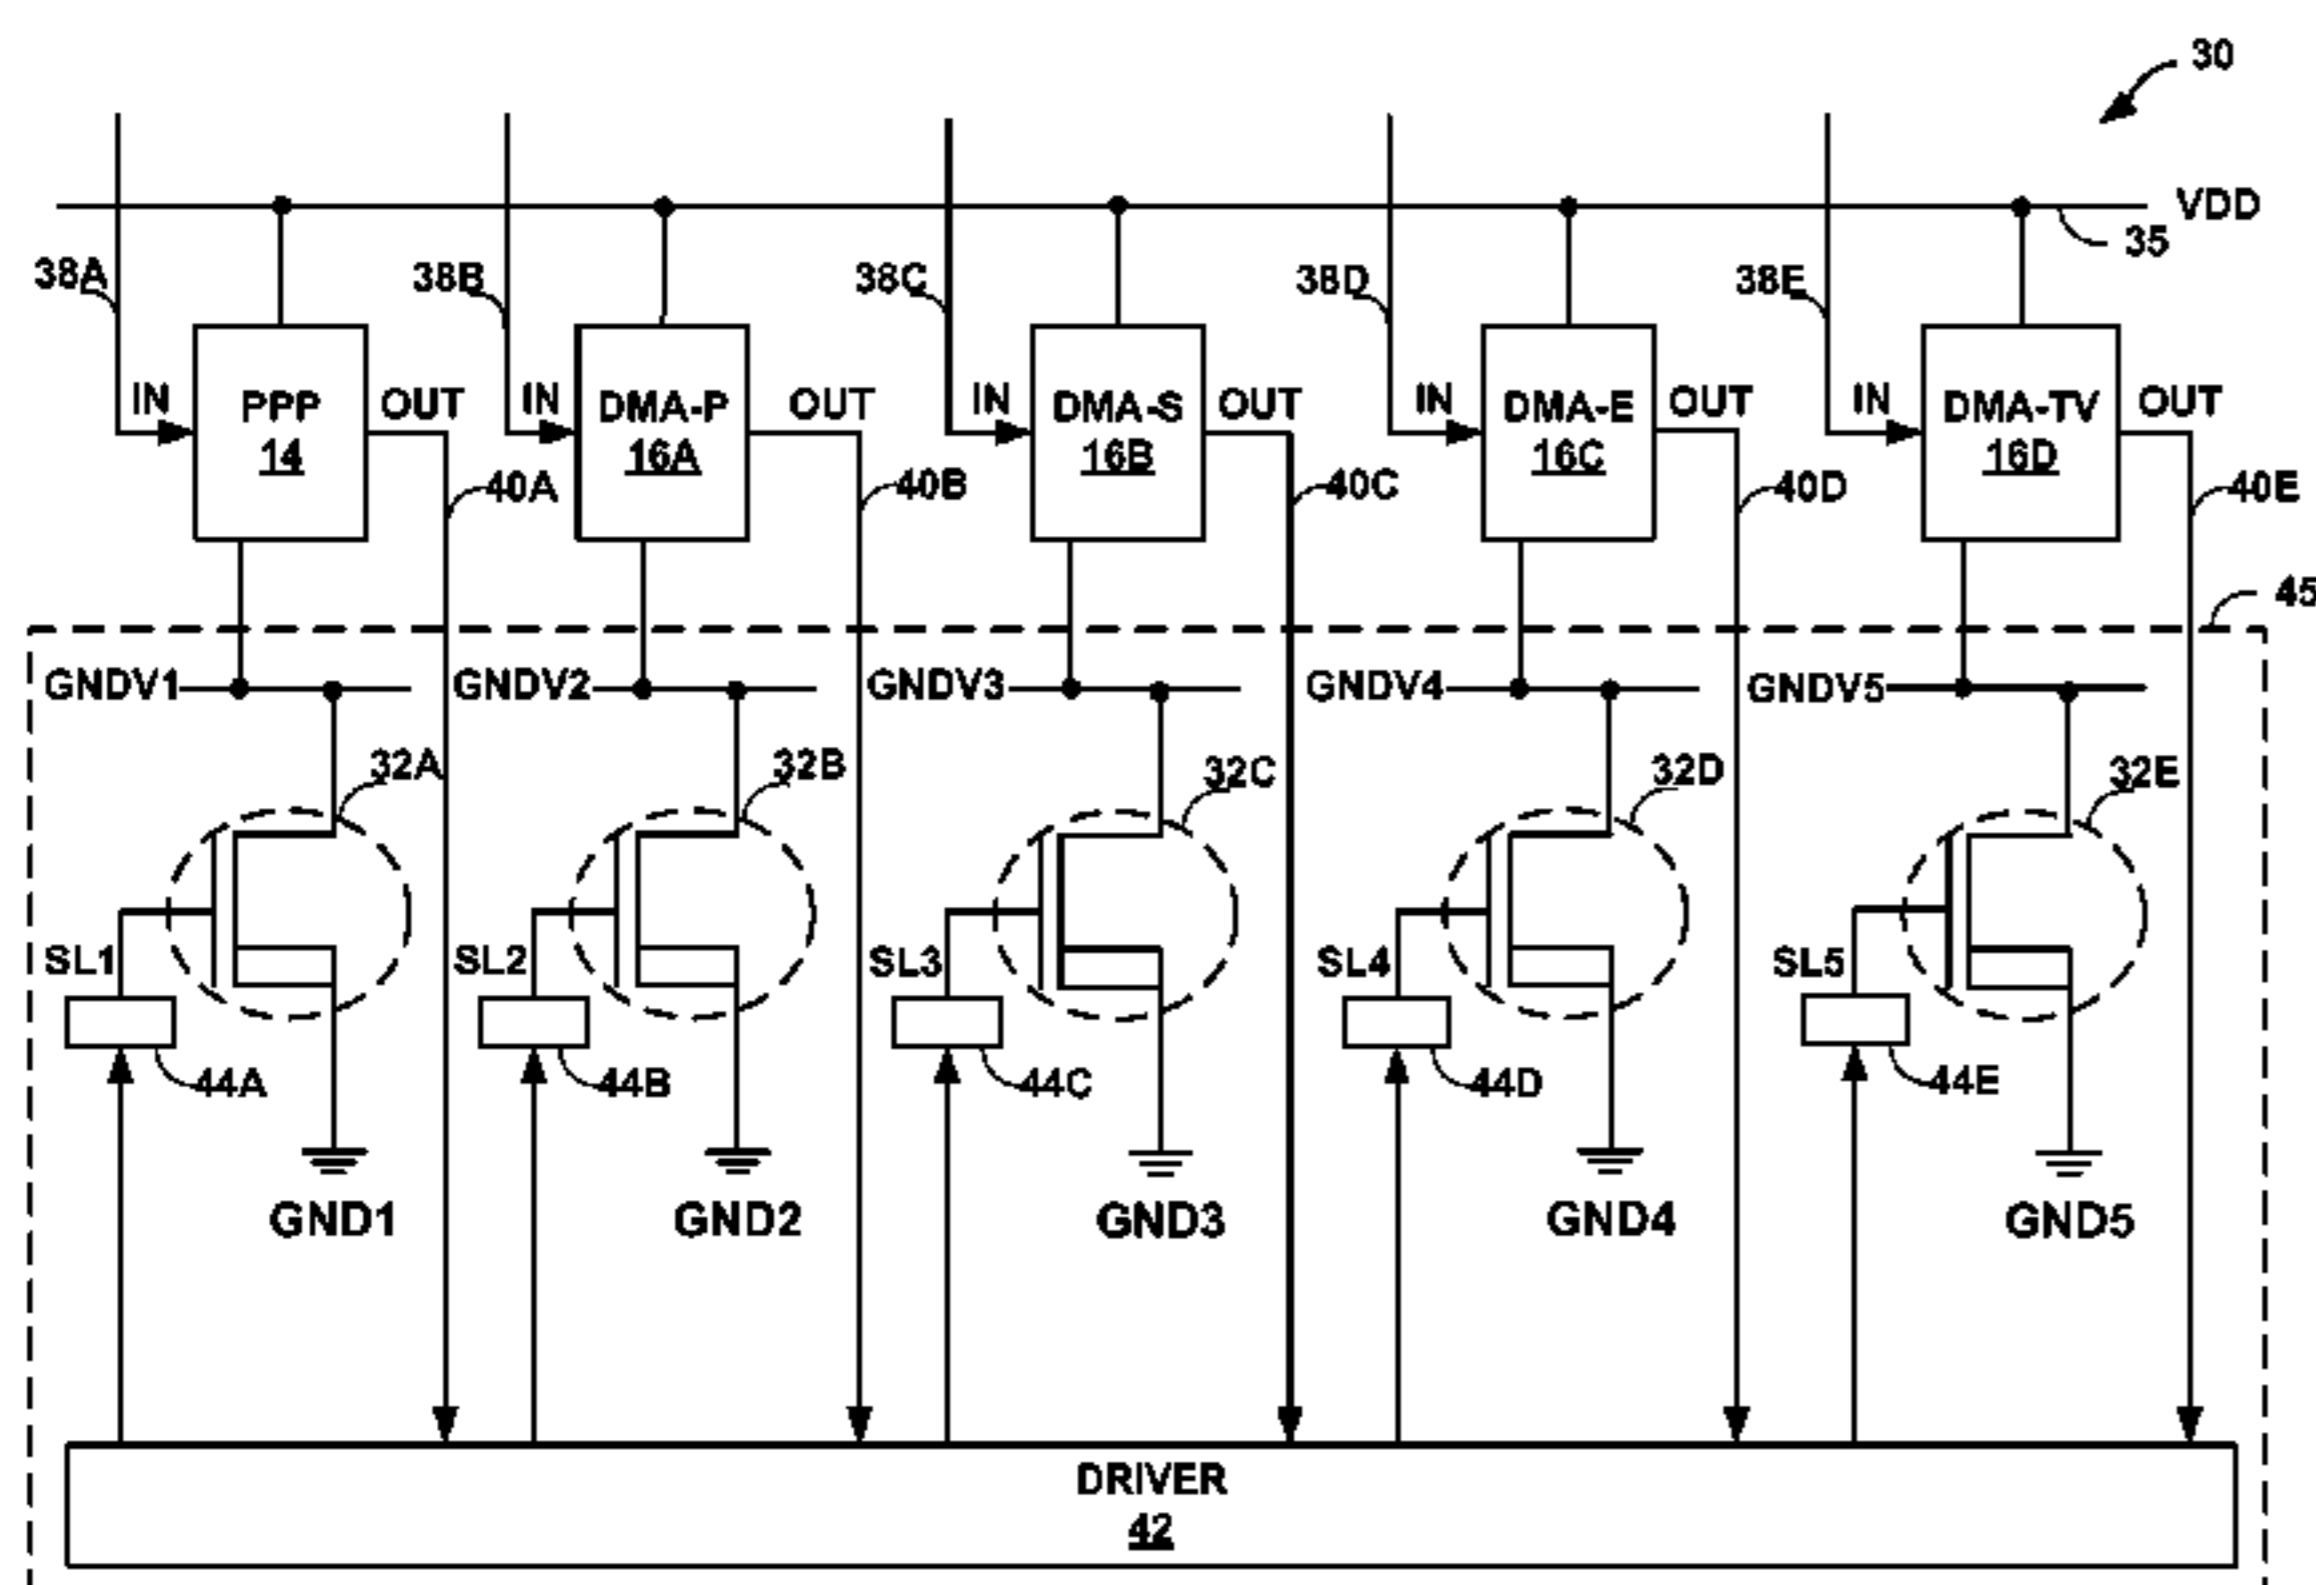 30
VDD
35
38A 38B 38C 38D 38E
IN PPP OUT IN DMA-P OUT IN DMA-S OUT IN DMA-E OUT IN DMA-TV OUT
14 16A 16B 16C 16D
40A 40B 40C 40D 40E
45
GNDV1 GNDV2 GNDV3 GNDV4 GNDV5
32A 32B 32C 32D 32E
SL1 SL2 SL3 SL4 SL5
44A 44B 44C 44D 44E
GND1 GND2 GND3 GND4 GND5
DRIVER
42